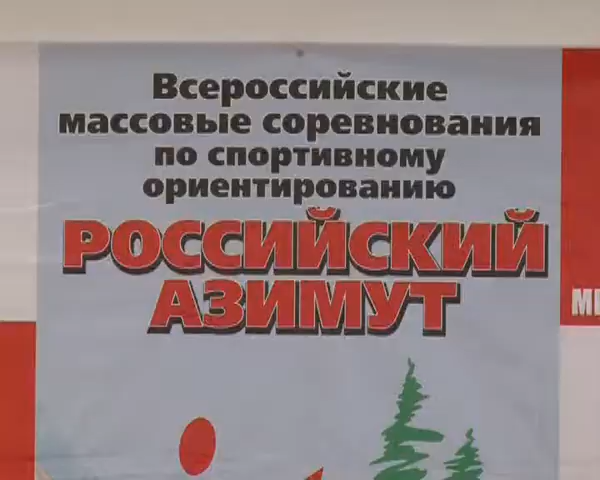 Всероссийские
массовые соревнования
по спортивному
ориентированию
РОССИЙСКИЙ
АЗИМУТ